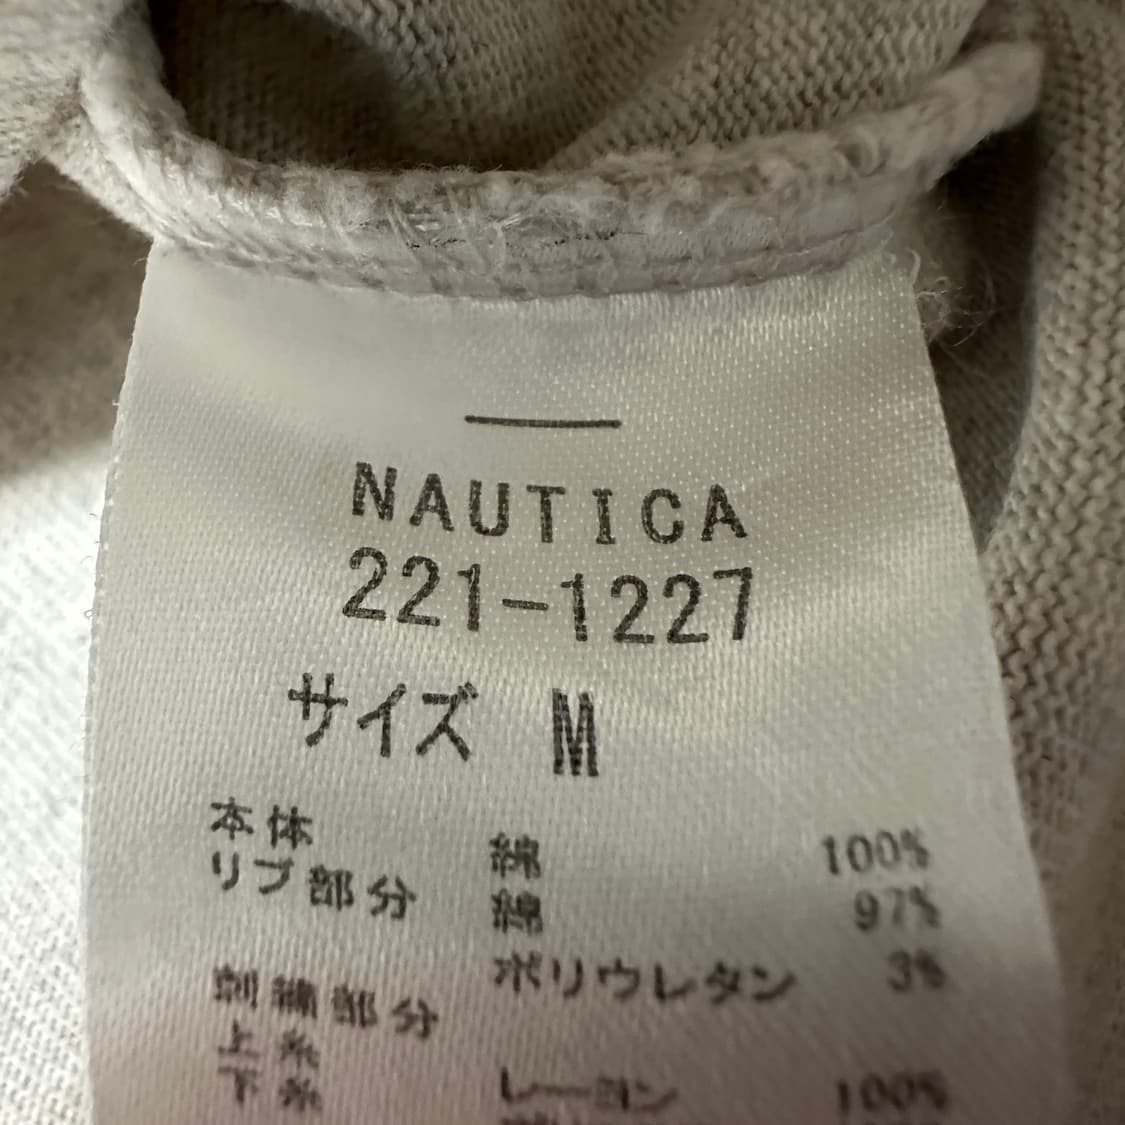 NAUTICA
221-1227
サイズ M
本体 綿 100%
リブ部分 綿 97%
ポリウレタン 3%
刺繍部分
上糸 レーヨン 100%
下糸